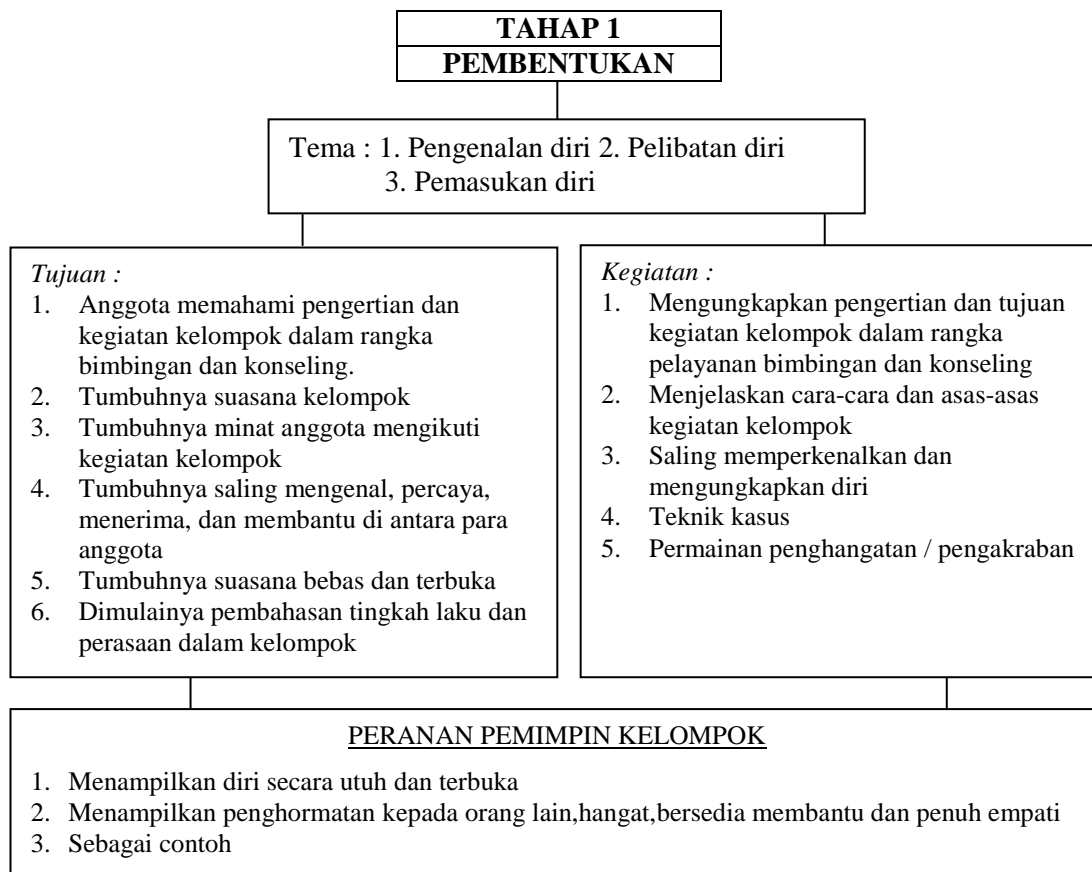 TAHAP 1
PEMBENTUKAN
Tema : 1. Pengenalan diri 2. Pelibatan diri
3. Pemasukan diri
Tujuan :
1. Anggota memahami pengertian dan
kegiatan kelompok dalam rangka
bimbingan dan konseling.
2. Tumbuhnya suasana kelompok
3. Tumbuhnya minat anggota mengikuti
kegiatan kelompok
4. Tumbuhnya saling mengenal, percaya,
menerima, dan membantu di antara para
anggota
5. Tumbuhnya suasana bebas dan terbuka
6. Dimulainya pembahasan tingkah laku dan
perasaan dalam kelompok
Kegiatan :
1. Mengungkapkan pengertian dan tujuan
kegiatan kelompok dalam rangka
pelayanan bimbingan dan konseling
2. Menjelaskan cara-cara dan asas-asas
kegiatan kelompok
3. Saling memperkenalkan dan
mengungkapkan diri
4. Teknik kasus
5. Permainan penghangatan / pengakraban
PERANAN PEMIMPIN KELOMPOK
1. Menampilkan diri secara utuh dan terbuka
2. Menampilkan penghormatan kepada orang lain,hangat,bersedia membantu dan penuh empati
3. Sebagai contoh